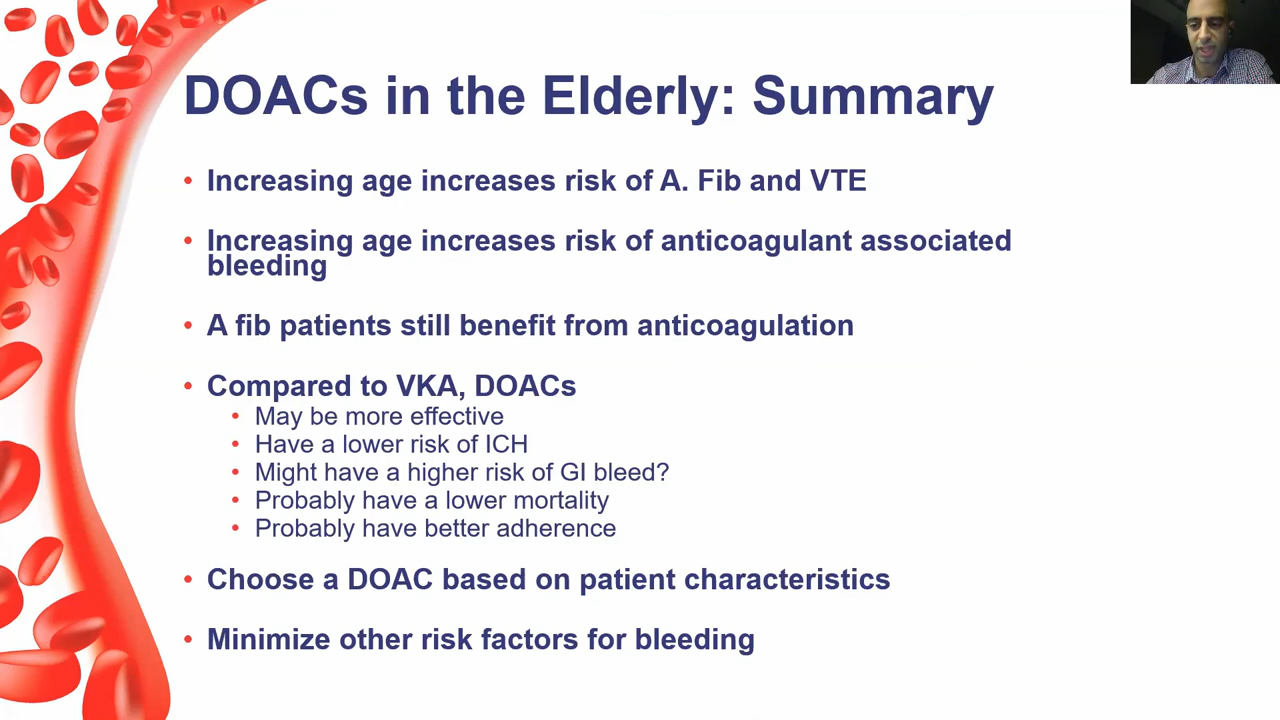 DOACs in the Elderly: Summary
• Increasing age increases risk of A. Fib and VTE
• Increasing age increases risk of anticoagulant associated
bleeding
• A fib patients still benefit from anticoagulation
• Compared to VKA, DOACs
• May be more effective
• Have a lower risk of ICH
• Might have a higher risk of GI bleed?
• Probably have a lower mortality
• Probably have better adherence
• Choose a DOAC based on patient characteristics
• Minimize other risk factors for bleeding